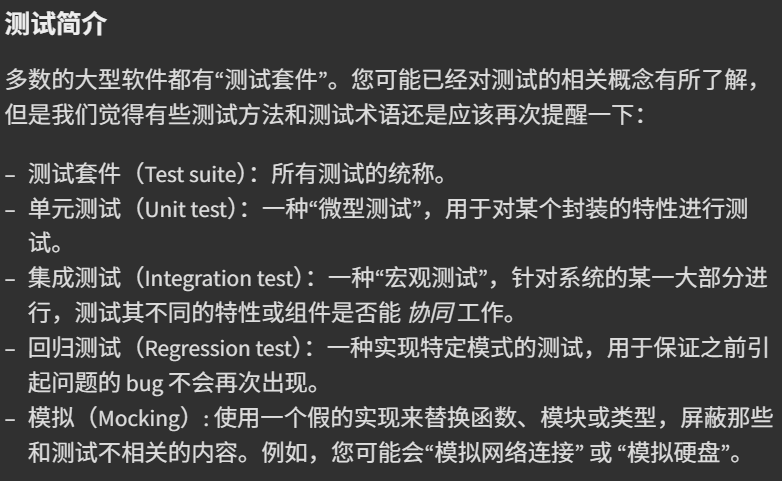 测试简介
多数的大型软件都有“测试套件”。您可能已经对测试的相关概念有所了解，
但是我们觉得有些测试方法和测试术语还是应该再次提醒一下：
– 测试套件（Test suite）：所有测试的统称。
– 单元测试（Unit test）：一种“微型测试”，用于对某个封装的特性进行测
试。
– 集成测试（Integration test）：一种“宏观测试”，针对系统的某一大部分进
行，测试其不同的特性或组件是否能 协同 工作。
– 回归测试（Regression test）：一种实现特定模式的测试，用于保证之前引
起问题的 bug 不会再次出现。
– 模拟（Mocking）: 使用一个假的实现来替换函数、模块或类型，屏蔽那些
和测试不相关的内容。例如，您可能会“模拟网络连接” 或 “模拟硬盘”。